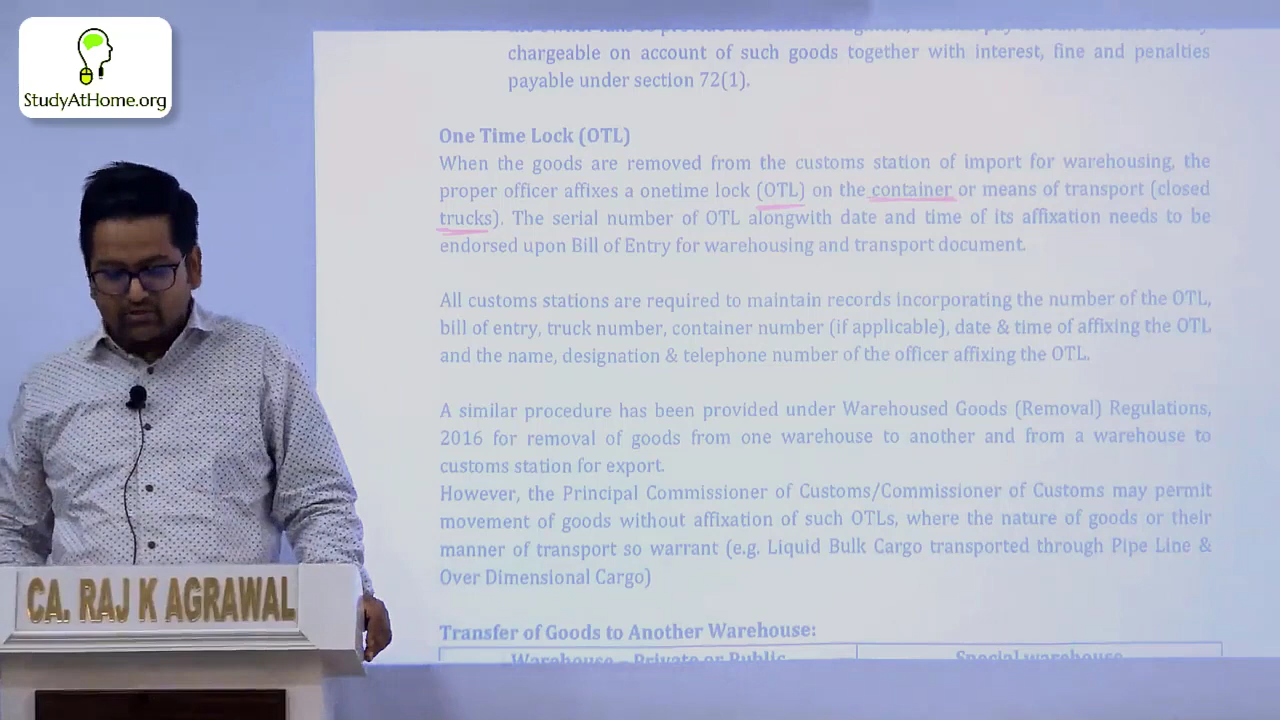 StudyAtHome.org
chargeable on account of such goods together with interest, fine and penalties
payable under section 72(1).
One Time Lock (OTL)
When the goods are removed from the customs station of import for warehousing, the
proper officer affixes a onetime lock (OTL) on the container or means of transport (closed
trucks). The serial number of OTL alongwith date and time of its affixation needs to be
endorsed upon Bill of Entry for warehousing and transport document.
All customs stations are required to maintain records incorporating the number of the OTL,
bill of entry, truck number, container number (if applicable), date & time of affixing the OTL
and the name, designation & telephone number of the officer affixing the OTL.
A similar procedure has been provided under Warehoused Goods (Removal) Regulations,
2016 for removal of goods from one warehouse to another and from a warehouse to
customs station for export.
However, the Principal Commissioner of Customs/Commissioner of Customs may permit
movement of goods without affixation of such OTLs, where the nature of goods or their
manner of transport so warrant (e.g. Liquid Bulk Cargo transported through Pipe Line &
Over Dimensional Cargo)
Transfer of Goods to Another Warehouse:
Warehouse – Private or Public
Special warehouse
CA. RAJ K AGRAWAL